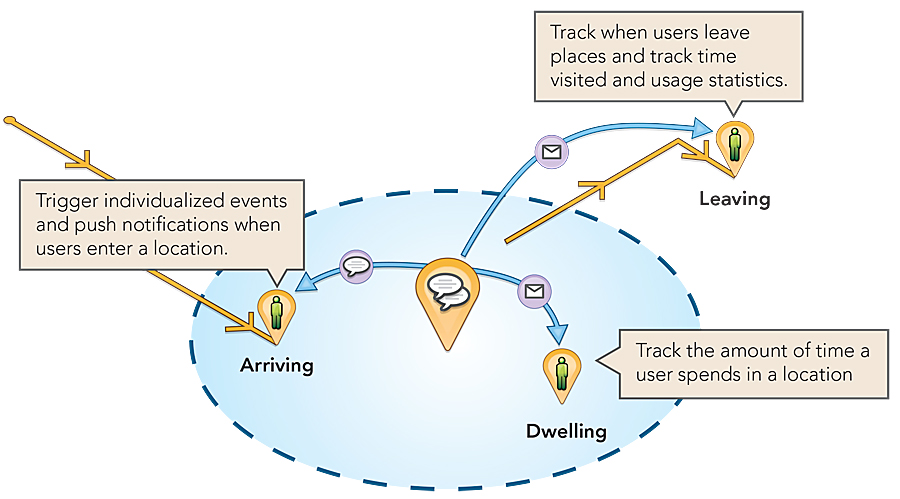 Track when users leave
places and track time
visited and usage statistics.
Leaving
Trigger individualized events
and push notifications when
users enter a location.
Arriving
Track the amount of time a
user spends in a location
Dwelling